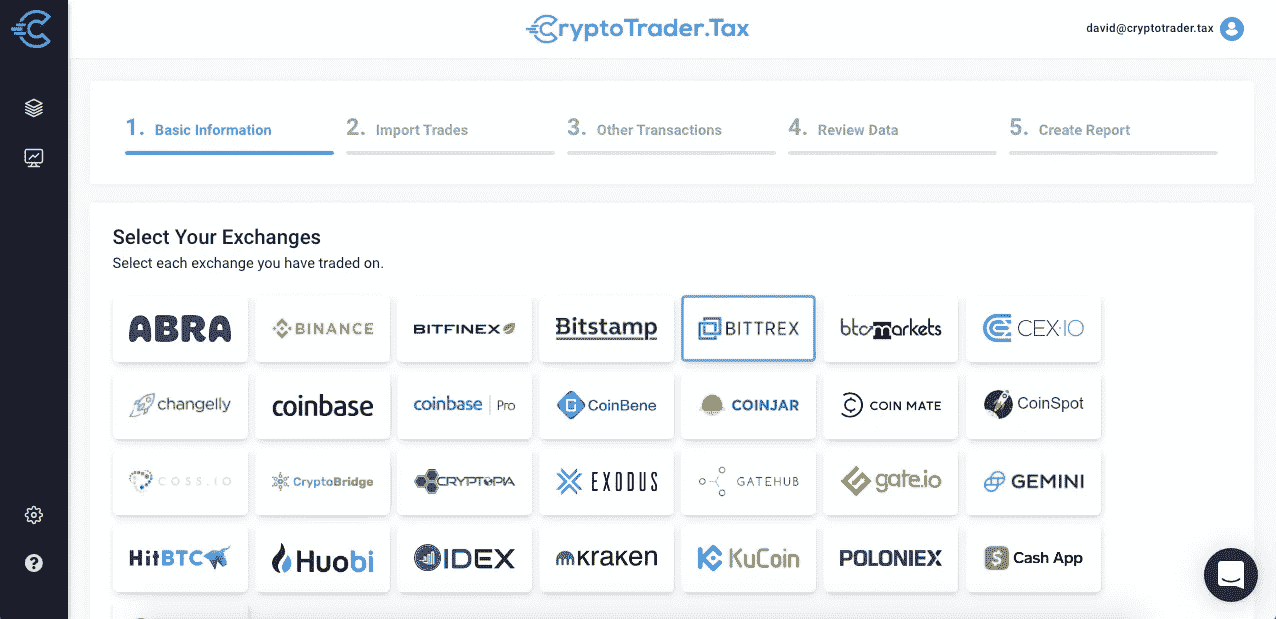 CryptoTrader.Tax
david@cryptotrader.tax
1. Basic Information
2. Import Trades
3. Other Transactions
4. Review Data
5. Create Report
Select Your Exchanges
Select each exchange you have traded on.
ABRA
BINANCE
BITFINEX
Bitstamp
BITTREX
btcmarkets
CEX.IO
changelly
coinbase
coinbase | Pro
CoinBene
COINJAR
COIN MATE
CoinSpot
COSS.IO
CryptoBridge
CRYPTOPIA
EXODUS
GATEHUB
gate.io
GEMINI
HitBTC
Huobi
IDEX
kraken
KuCoin
POLONIEX
Cash App